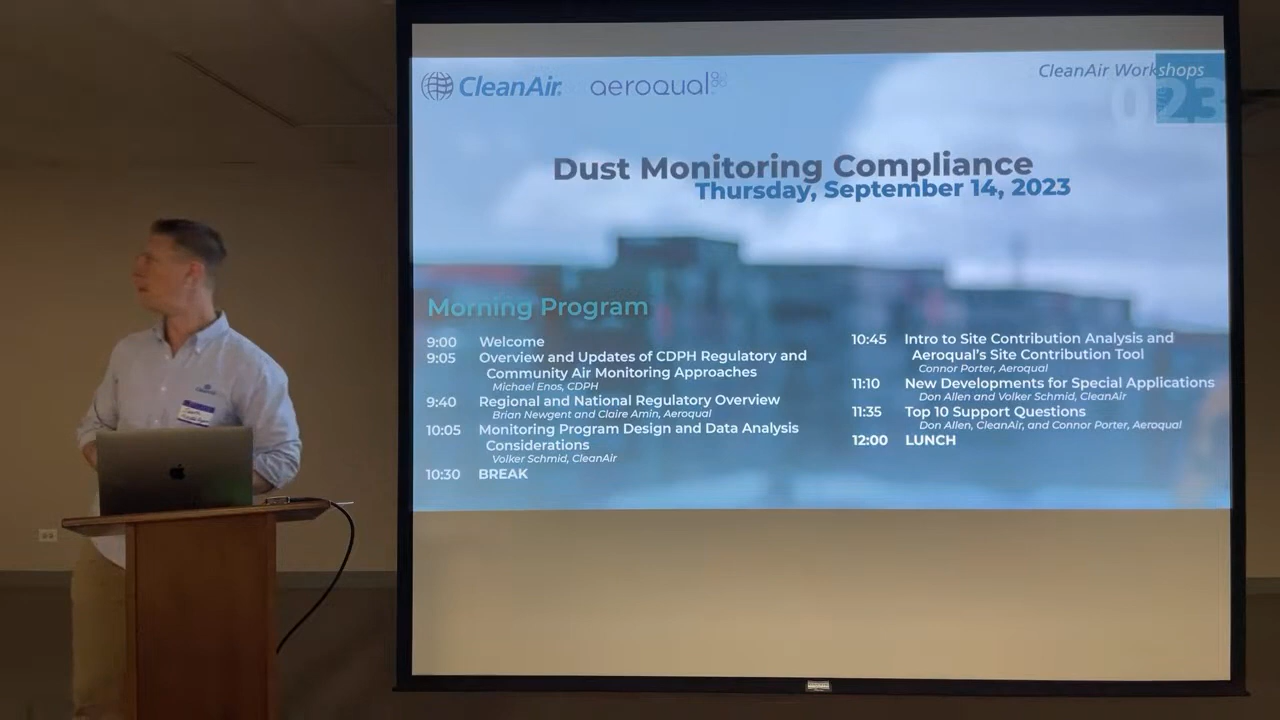 CleanAir
aeroqual
CleanAir Workshops
023
Dust Monitoring Compliance
Thursday, September 14, 2023
Morning Program
9:00 Welcome
9:05 Overview and Updates of CDPH Regulatory and
Community Air Monitoring Approaches
Michael Enos, CDPH
9:40 Regional and National Regulatory Overview
Brian Newgent and Claire Amin, Aeroqual
10:05 Monitoring Program Design and Data Analysis
Considerations
Volker Schmid, CleanAir
10:30 BREAK
10:45 Intro to Site Contribution Analysis and
Aeroqual's Site Contribution Tool
Connor Porter, Aeroqual
11:10 New Developments for Special Applications
Don Allen and Volker Schmid, CleanAir
11:35 Top 10 Support Questions
Don Allen, CleanAir, and Connor Porter, Aeroqual
12:00 LUNCH
CleanAir